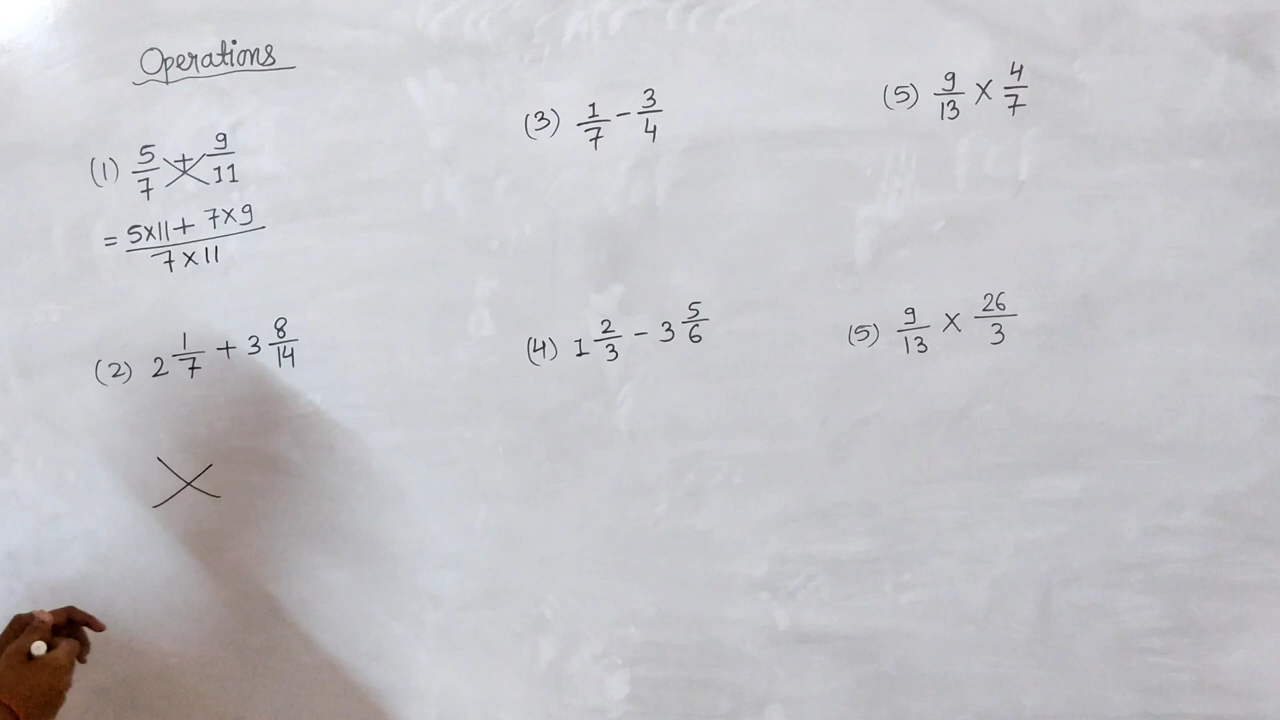 Operations
(1) 5/7 + 9/11
= 5×11 + 7×9 / 7×11
(2) 2 1/7 + 3 8/14
(3) 1/7 - 3/4
(4) 1 2/3 - 3 5/6
(5) 9/13 × 4/7
(5) 9/13 × 26/3